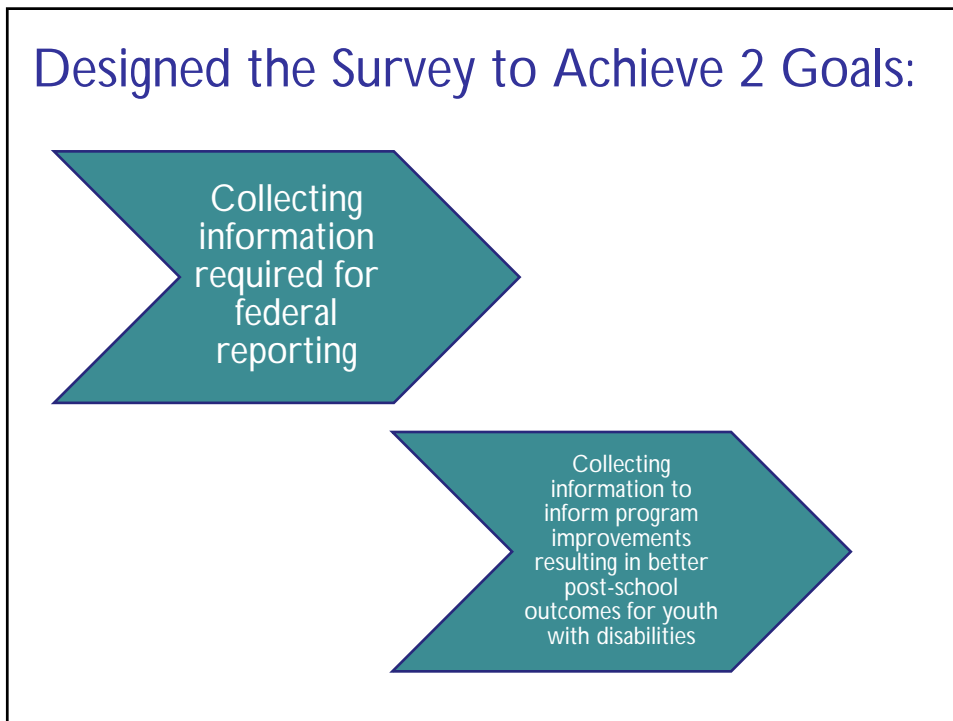 Designed the Survey to Achieve 2 Goals:
Collecting
information
required for
federal
reporting
Collecting
information to
inform program
improvements
resulting in better
post-school
outcomes for youth
with disabilities